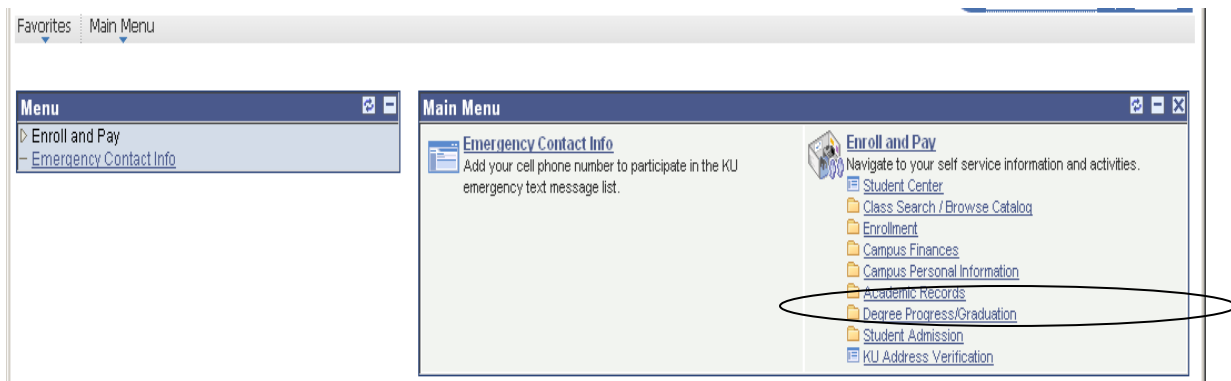 Favorites Main Menu
Menu
Enroll and Pay
Emergency Contact Info
Main Menu
Emergency Contact Info
Add your cell phone number to participate in the KU
emergency text message list.
Enroll and Pay
Navigate to your self service information and activities.
Student Center
Class Search / Browse Catalog
Enrollment
Campus Finances
Campus Personal Information
Academic Records
Degree Progress/Graduation
Student Admission
KU Address Verification